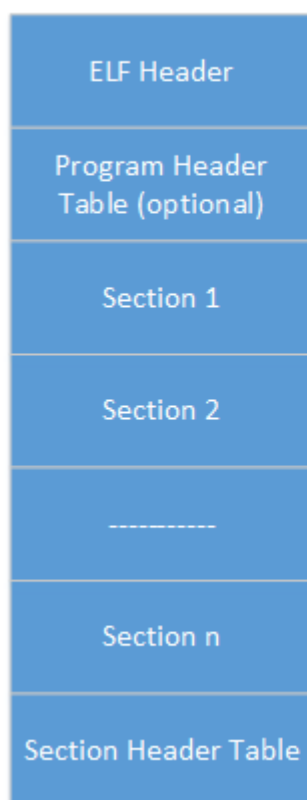 ELF Header
Program Header
Table (optional)
Section 1
Section 2
-----------
Section n
Section Header Table